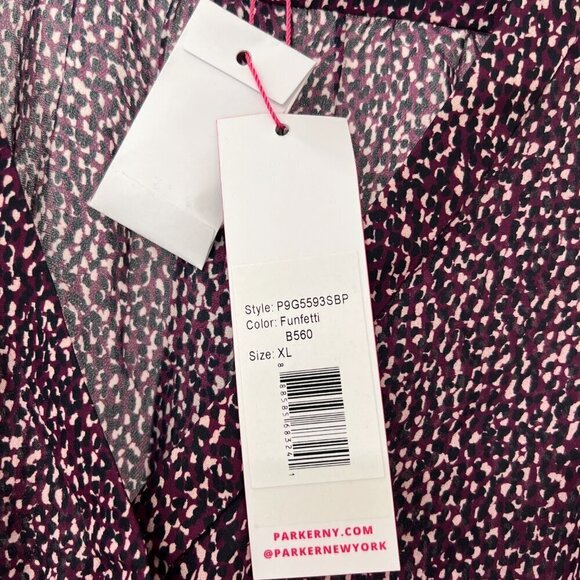 Style: P9G5593SBP
Color: Funfetti
B560
Size: XL
PARKERNY.COM
@PARKERNEWYORK